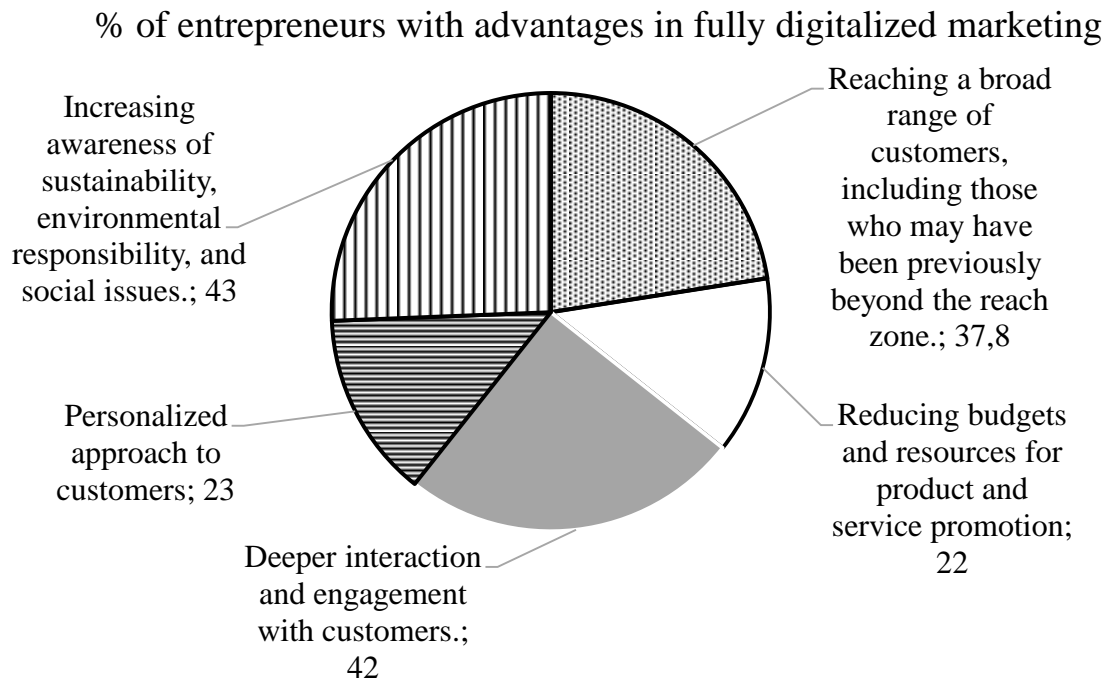 % of entrepreneurs with advantages in fully digitalized marketing
Reaching a broad
range of
customers,
including those
who may have
been previously
beyond the reach
zone.; 37,8
Reducing budgets
and resources for
product and
service promotion;
22
Deeper interaction
and engagement
with customers.;
42
Personalized
approach to
customers; 23
Increasing
awareness of
sustainability,
environmental
responsibility, and
social issues.; 43